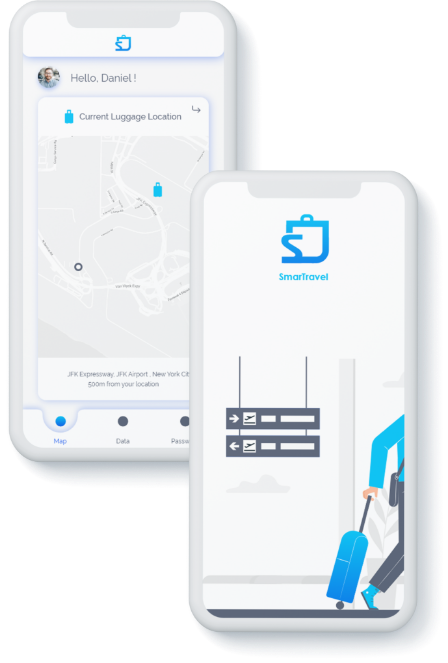 Hello, Daniel !
Current Luggage Location
JFK Expressway, JFK Airport , New York Cit
500m from your location
Map
Data
Passw
SmarTravel